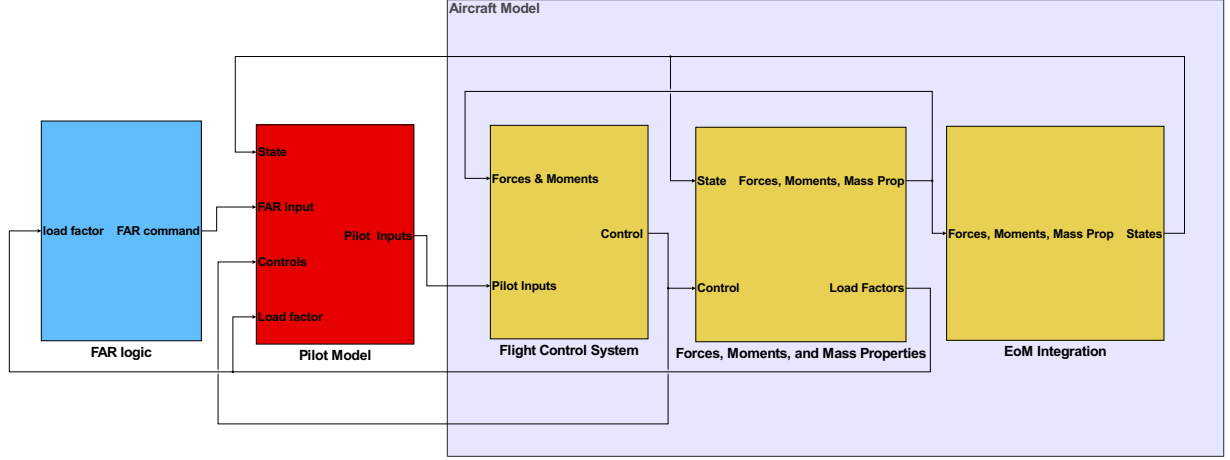 Aircraft Model
load factor
FAR command
FAR logic
State
FAR input
Controls
Load factor
Pilot Inputs
Pilot Model
Forces & Moments
Pilot Inputs
Control
Flight Control System
State
Control
Forces, Moments, Mass Prop
Load Factors
Forces, Moments, and Mass Properties
Forces, Moments, Mass Prop
States
EoM Integration